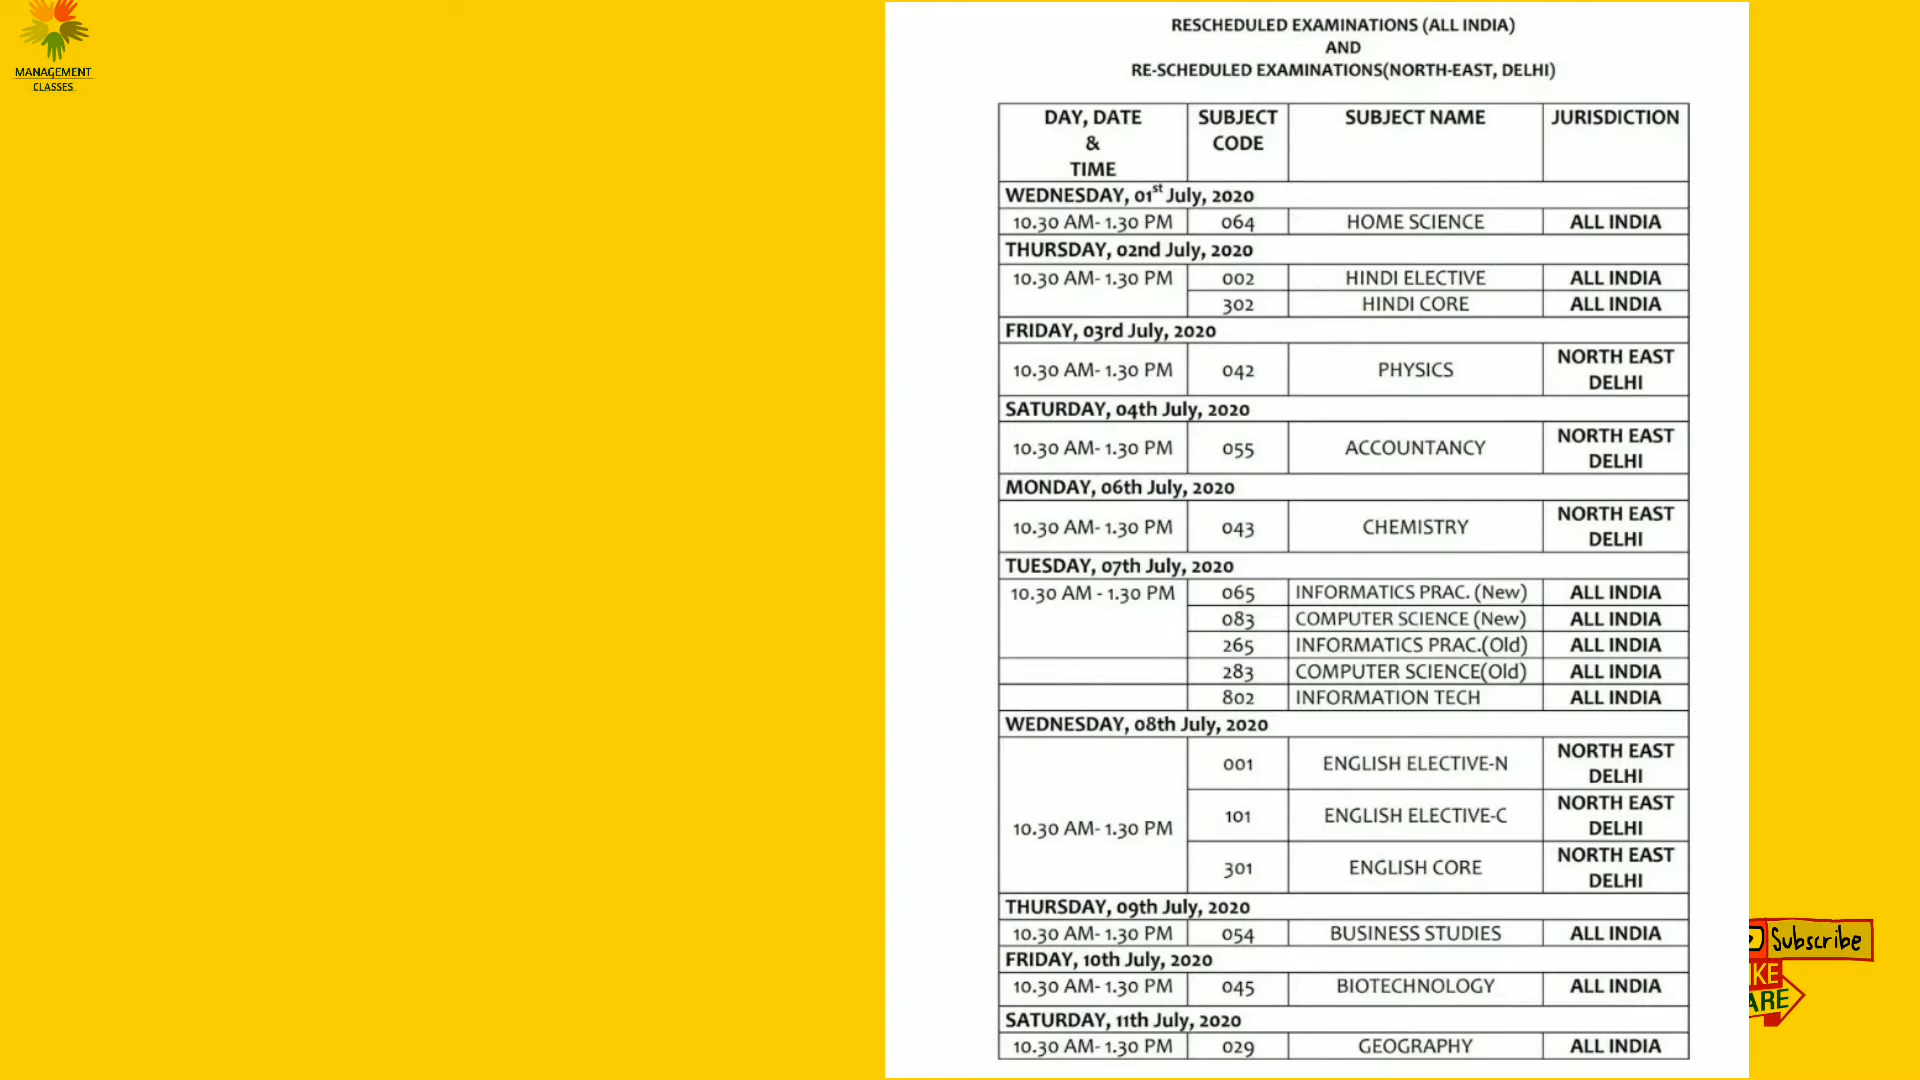 MANAGEMENT
CLASSES
RESCHEDULED EXAMINATIONS (ALL INDIA)
AND
RE-SCHEDULED EXAMINATIONS(NORTH-EAST, DELHI)
DAY, DATE & TIME SUBJECT CODE SUBJECT NAME JURISDICTION
WEDNESDAY, 01st July, 2020
10.30 AM- 1.30 PM 064 HOME SCIENCE ALL INDIA
THURSDAY, 02nd July, 2020
10.30 AM- 1.30 PM 002 HINDI ELECTIVE ALL INDIA
302 HINDI CORE ALL INDIA
FRIDAY, 03rd July, 2020
10.30 AM- 1.30 PM 042 PHYSICS NORTH EAST DELHI
SATURDAY, 04th July, 2020
10.30 AM- 1.30 PM 055 ACCOUNTANCY NORTH EAST DELHI
MONDAY, 06th July, 2020
10.30 AM- 1.30 PM 043 CHEMISTRY NORTH EAST DELHI
TUESDAY, 07th July, 2020
10.30 AM - 1.30 PM 065 INFORMATICS PRAC. (New) ALL INDIA
083 COMPUTER SCIENCE (New) ALL INDIA
265 INFORMATICS PRAC.(Old) ALL INDIA
283 COMPUTER SCIENCE(Old) ALL INDIA
802 INFORMATION TECH ALL INDIA
WEDNESDAY, 08th July, 2020
001 ENGLISH ELECTIVE-N NORTH EAST DELHI
10.30 AM- 1.30 PM 101 ENGLISH ELECTIVE-C NORTH EAST DELHI
301 ENGLISH CORE NORTH EAST DELHI
THURSDAY, 09th July, 2020
10.30 AM- 1.30 PM 054 BUSINESS STUDIES ALL INDIA
FRIDAY, 10th July, 2020
10.30 AM- 1.30 PM 045 BIOTECHNOLOGY ALL INDIA
SATURDAY, 11th July, 2020
10.30 AM- 1.30 PM 029 GEOGRAPHY ALL INDIA
Subscribe